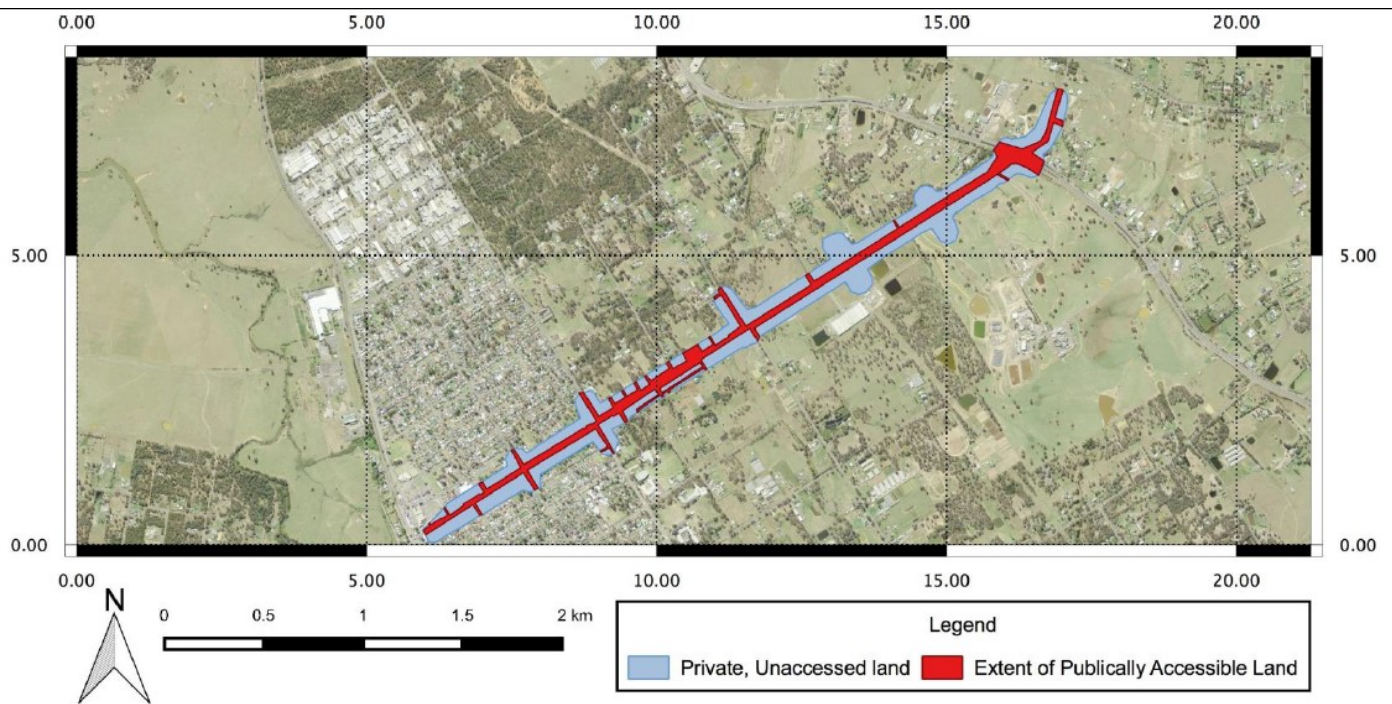 0.00 5.00 10.00 15.00 20.00
5.00 5.00
0.00 0.00
0.00 5.00 10.00 15.00 20.00
N
0 0.5 1 1.5 2 km
Legend
Private, Unaccessed land Extent of Publically Accessible Land